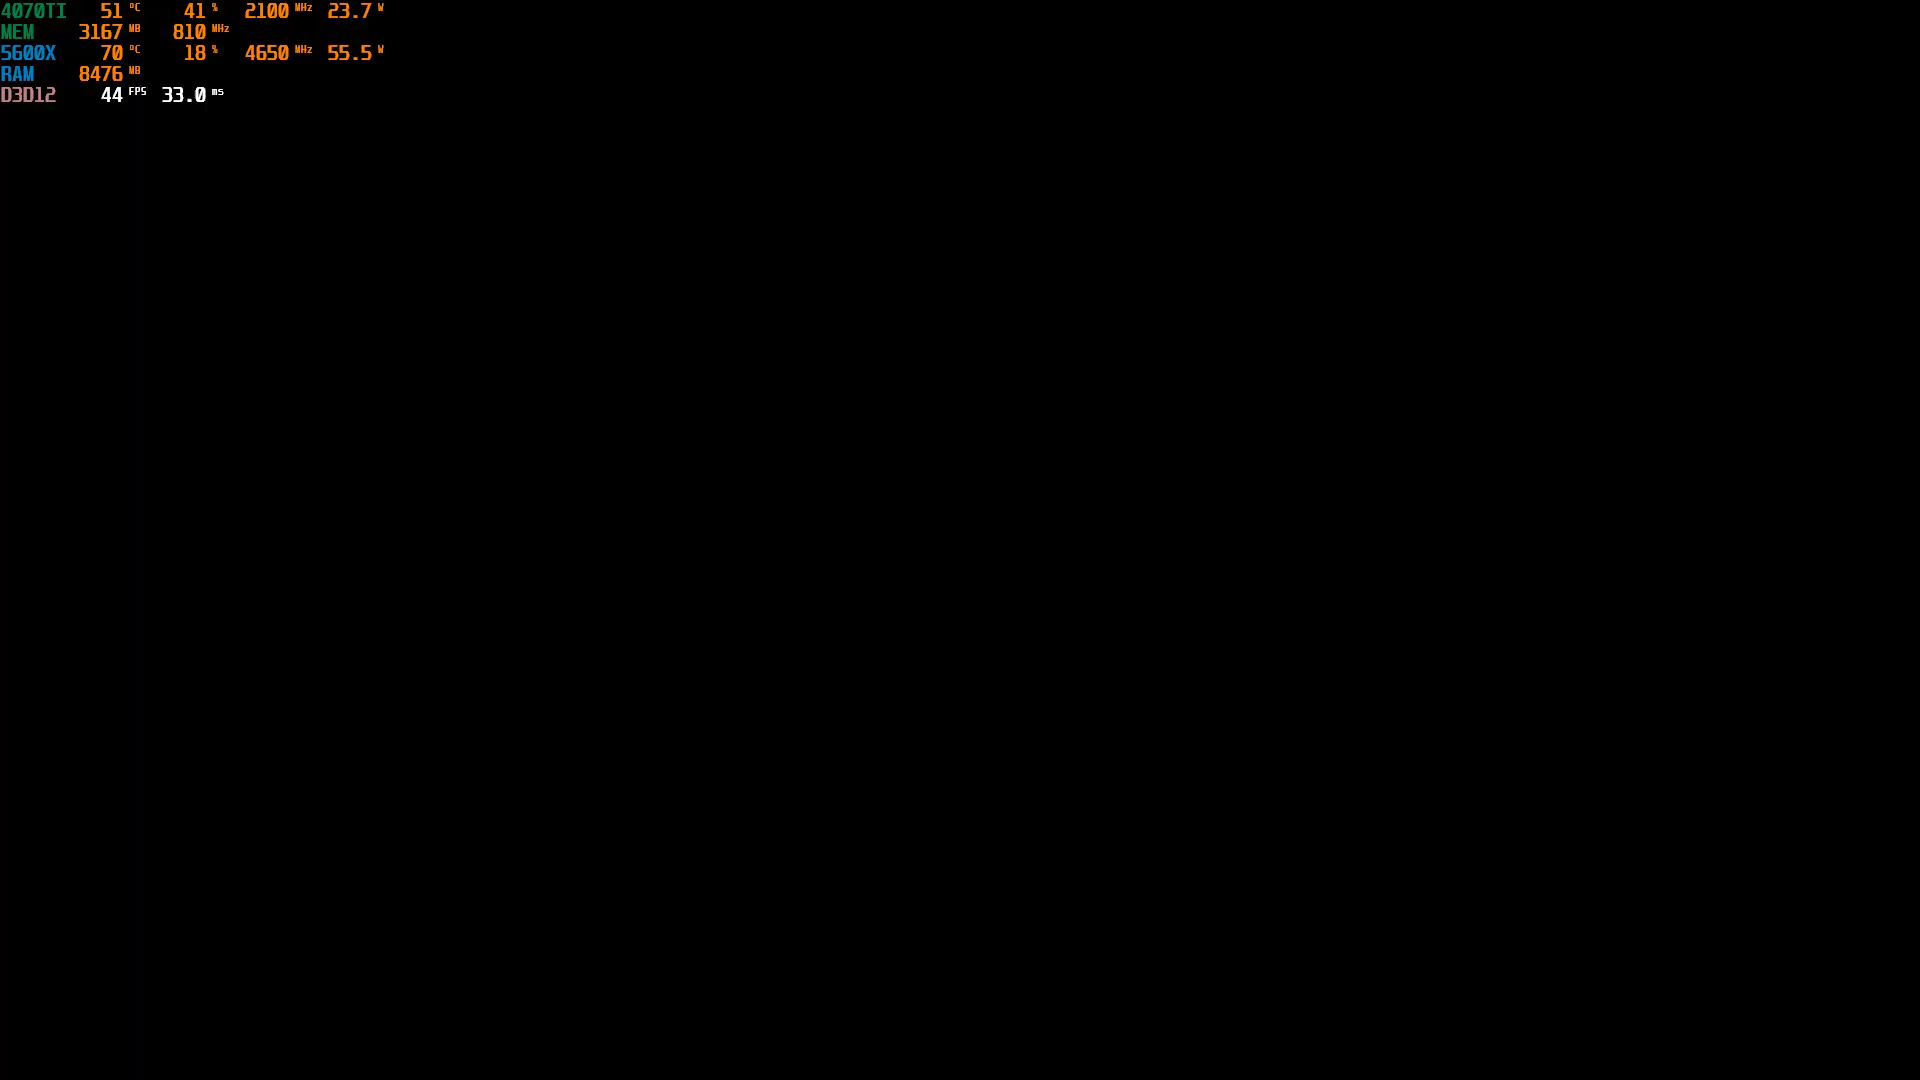 4070TI 51 °C 41 % 2100 MHz 23.7 W
MEM 3167 MB 810 MHz
5600X 70 °C 18 % 4650 MHz 55.5 W
RAM 8476 MB
D3D12 44 FPS 33.0 ms